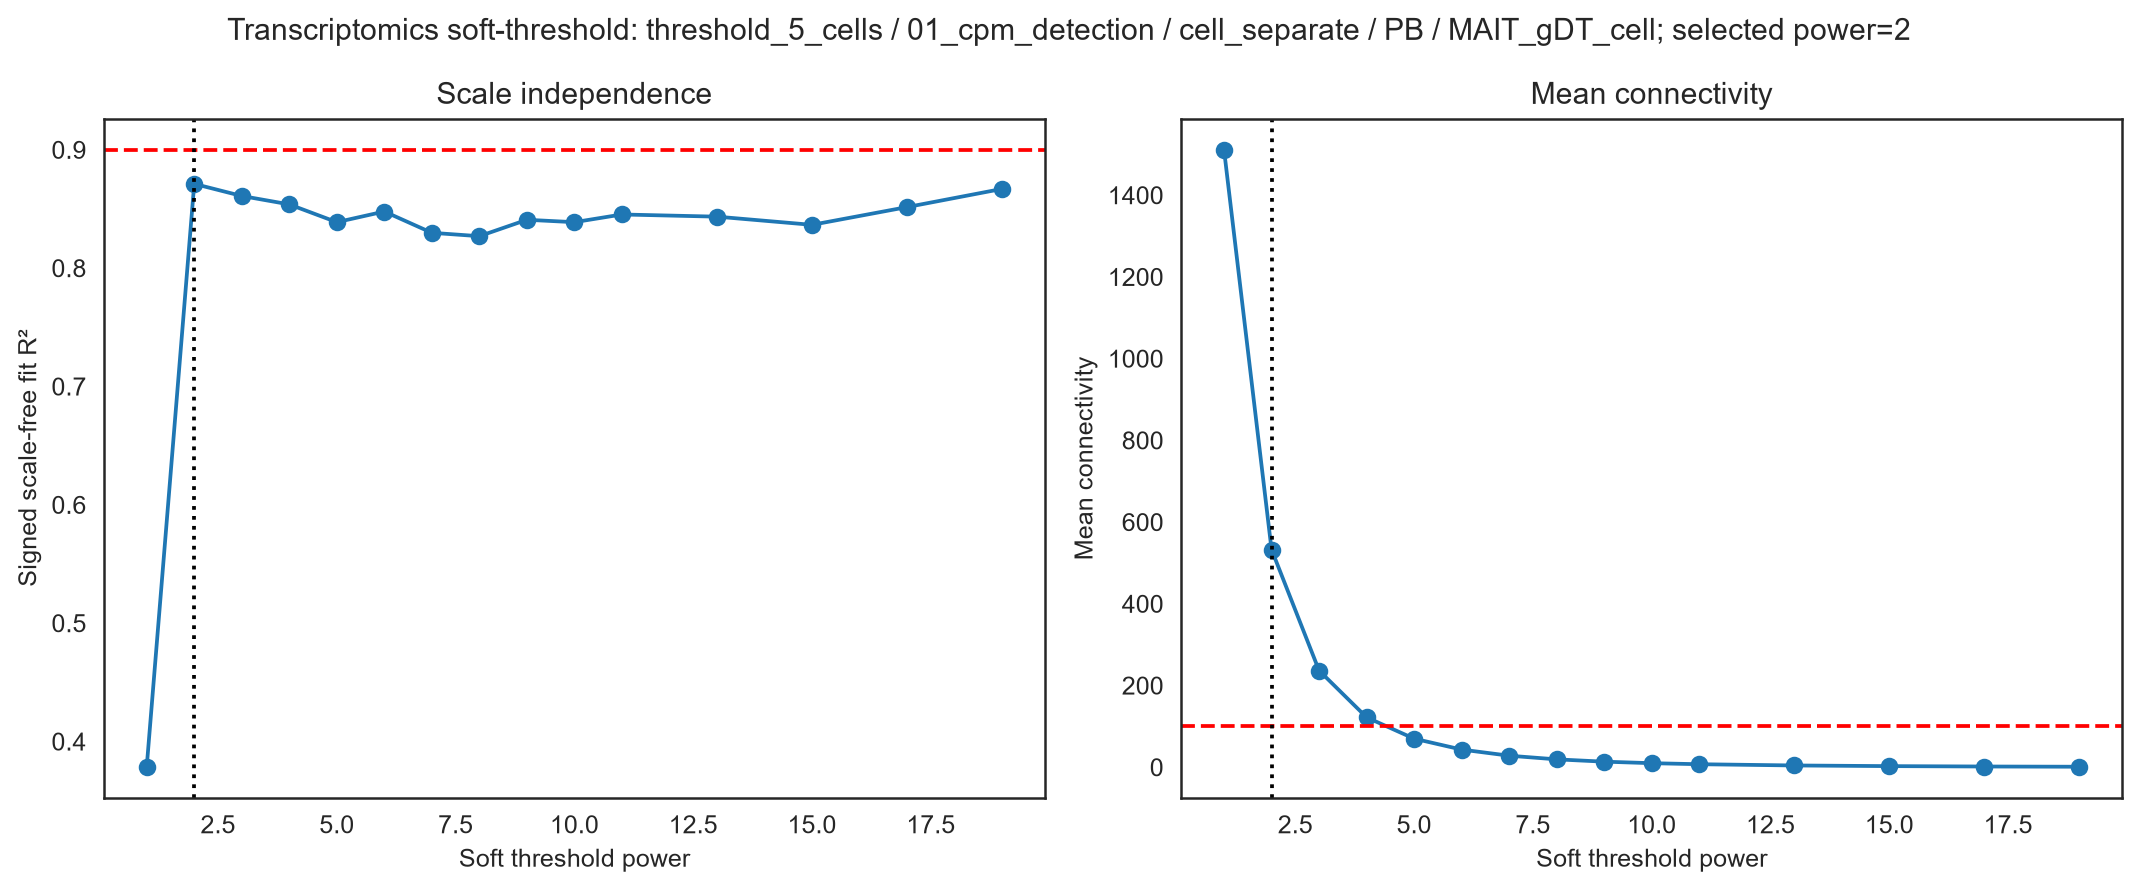 Transcriptomics soft-threshold: threshold_5_cells / 01_cpm_detection / cell_separate / PB / MAIT_gDT_cell; selected power=2
Scale independence
Signed scale-free fit R²
0.9
0.8
0.7
0.6
0.5
0.4
2.5 5.0 7.5 10.0 12.5 15.0 17.5
Soft threshold power
Mean connectivity
Mean connectivity
1400
1200
1000
800
600
400
200
0
2.5 5.0 7.5 10.0 12.5 15.0 17.5
Soft threshold power